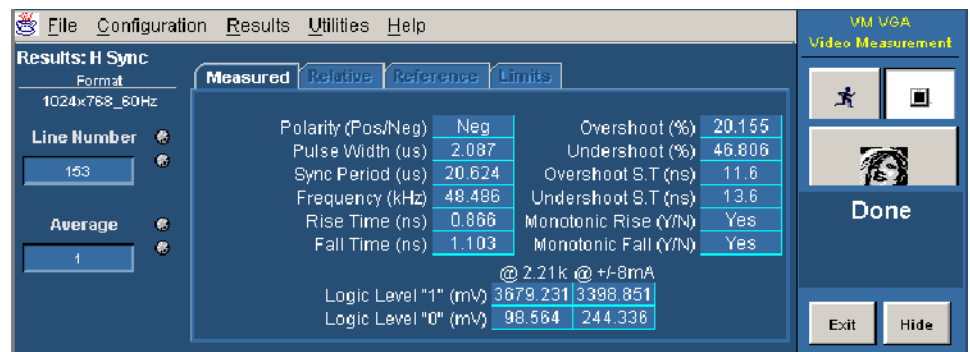 File Configuration Results Utilities Help
VM VGA
Video Measurement
Results: H Sync
Format
1024x768_60Hz
Line Number
153
Average
1
Measured Relative Reference Limits
Polarity (Pos/Neg) Neg Overshoot (%) 20.155
Pulse Width (us) 2.087 Undershoot (%) 46.806
Sync Period (us) 20.624 Overshoot S.T (ns) 11.6
Frequency (kHz) 48.486 Undershoot S.T (ns) 13.6
Rise Time (ns) 0.866 Monotonic Rise (Y/N) Yes
Fall Time (ns) 1.103 Monotonic Fall (Y/N) Yes
@ 2.21k @ +/-8mA
Logic Level "1" (mV) 3679.231 3398.851
Logic Level "0" (mV) 98.564 244.336
Done
Exit Hide